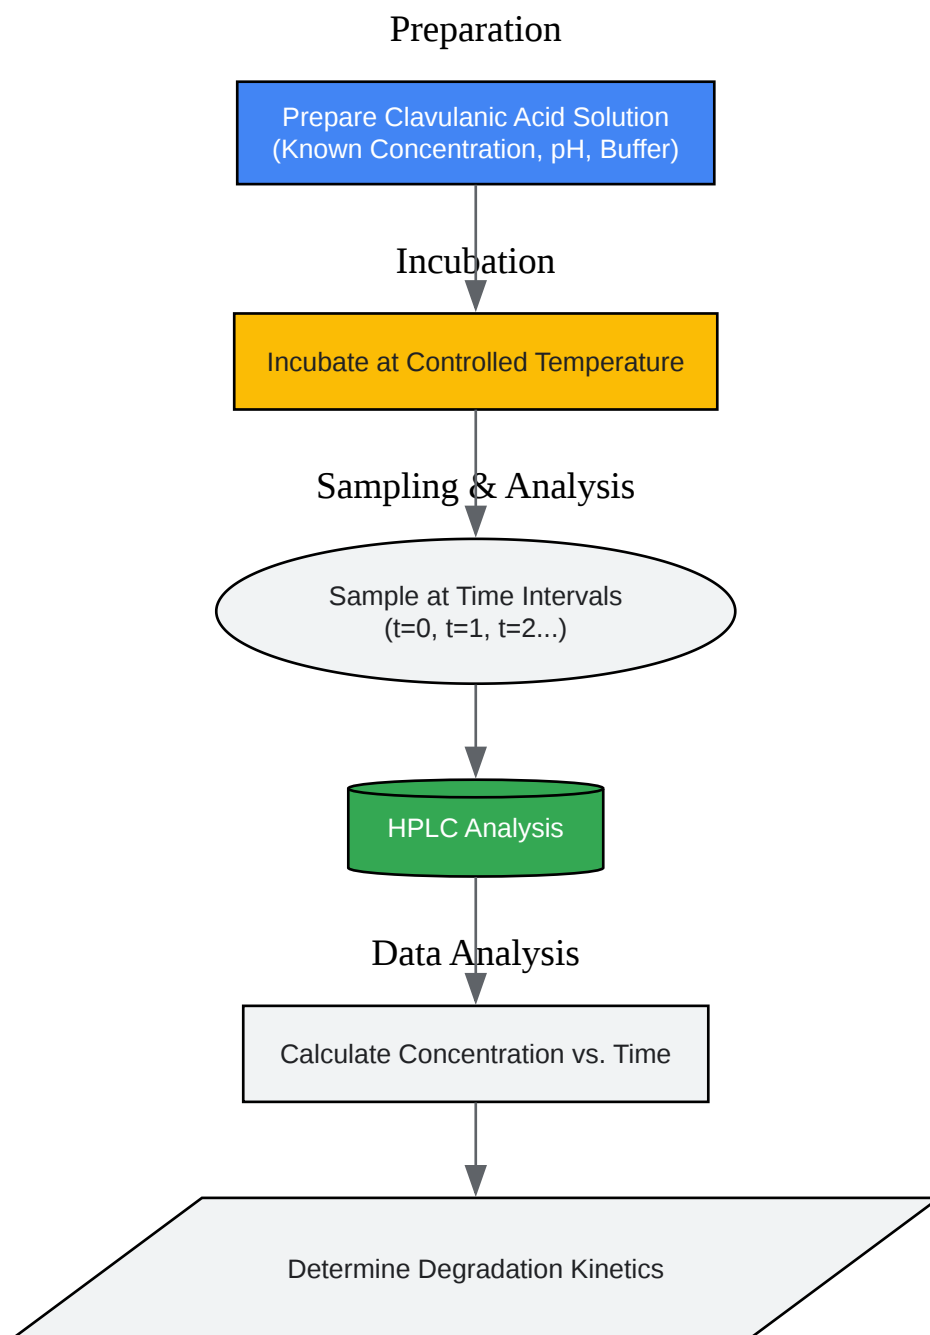 Preparation
Prepare Clavulanic Acid Solution
(Known Concentration, pH, Buffer)
Incubation
Incubate at Controlled Temperature
Sampling & Analysis
Sample at Time Intervals
(t=0, t=1, t=2...)
HPLC Analysis
Data Analysis
Calculate Concentration vs. Time
Determine Degradation Kinetics